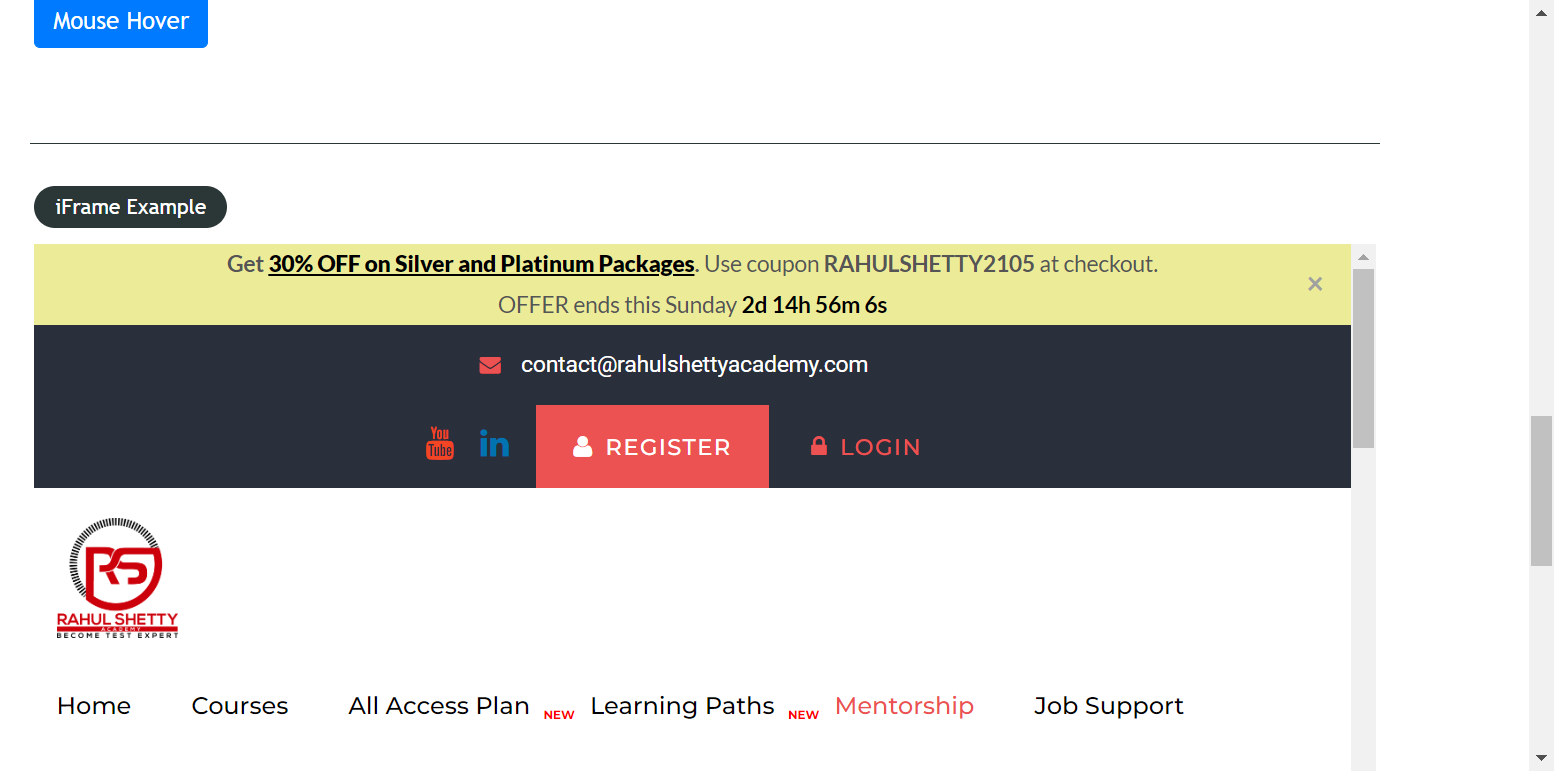 Mouse Hover
iFrame Example
Get 30% OFF on Silver and Platinum Packages. Use coupon RAHULSHETTY2105 at checkout.
OFFER ends this Sunday 2d 14h 56m 6s
×
contact@rahulshettyacademy.com
You Tube in REGISTER LOGIN
RS
RAHUL SHETTY
ACADEMY
BECOME TEST EXPERT
Home Courses All Access Plan NEW Learning Paths NEW Mentorship Job Support